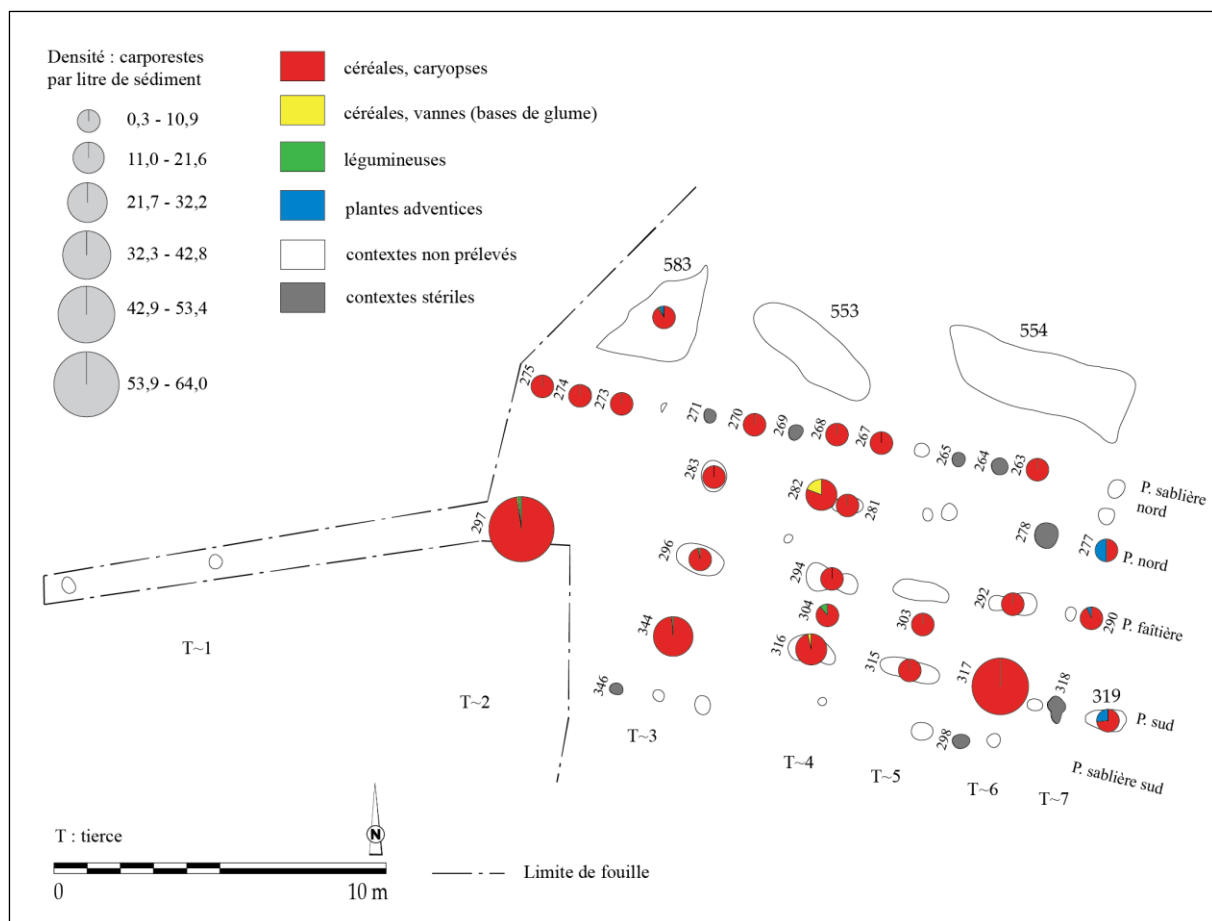 Densité : carporestes
par litre de sédiment
0,3 - 10,9
11,0 - 21,6
21,7 - 32,2
32,3 - 42,8
42,9 - 53,4
53,9 - 64,0
céréales, caryopses
céréales, vannes (bases de glume)
légumineuses
plantes adventices
contextes non prélevés
contextes stériles
583
553
554
275
274
273
271
270
269
268
267
265
264
263
283
282
281
278
277
P. sablière
nord
P. nord
297
296
294
292
290
P. faîtière
304
303
344
316
315
317
318
319
P. sud
346
298
P. sablière sud
T~1
T~2
T~3
T~4
T~5
T~6
T~7
T : tierce
N
0
10 m
Limite de fouille